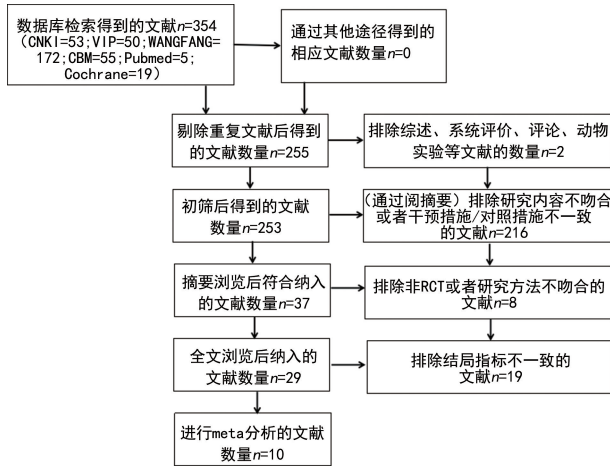 数据库检索得到的文献n=354
（CNKI=53;VIP=50;WANGFANG=
172;CBM=55;Pubmed=5;
Cochrane=19）
通过其他途径得到的
相应文献数量n=0
剔除重复文献后得到
的文献数量n=255
排除综述、系统评价、评论、动物
实验等文献的数量n=2
初筛后得到的文献
数量n=253
（通过阅摘要）排除研究内容不吻合
或者干预措施/对照措施不一致
的文献n=216
摘要浏览后符合纳入
的文献数量n=37
排除非RCT或者研究方法不吻合的
文献n=8
全文浏览后纳入的
文献数量n=29
排除结局指标不一致的
文献n=19
进行meta分析的文献
数量n=10